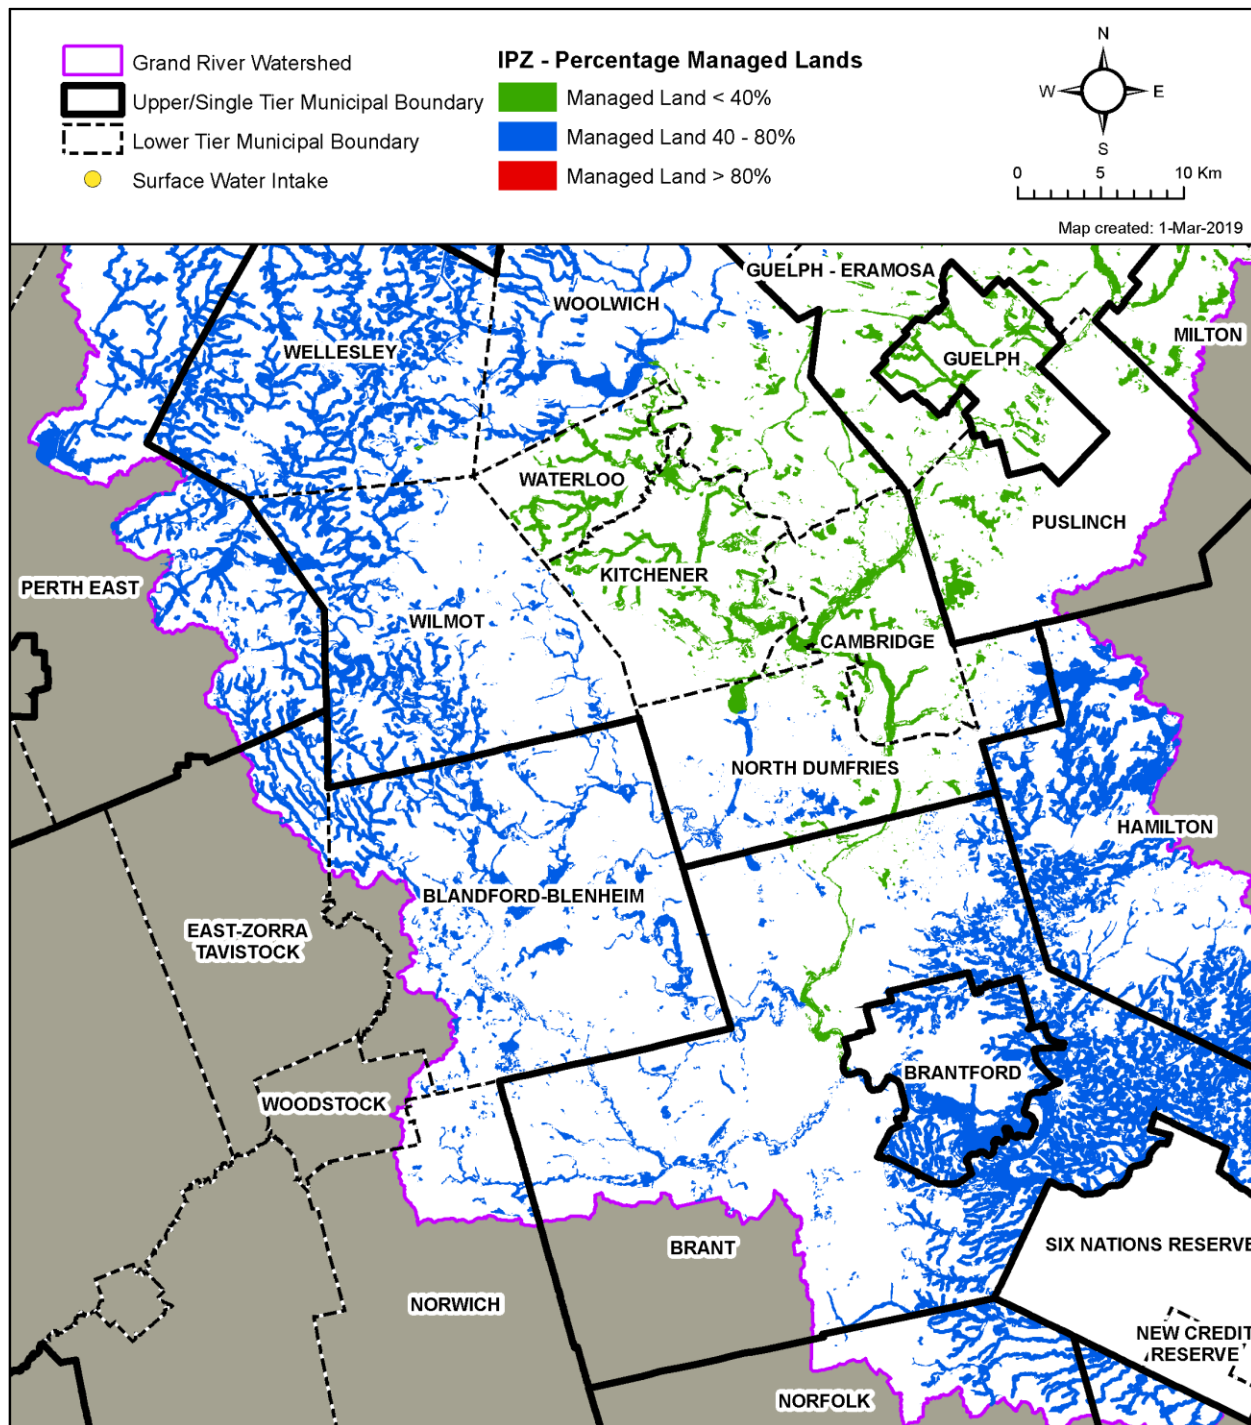 Grand River Watershed
Upper/Single Tier Municipal Boundary
Lower Tier Municipal Boundary
Surface Water Intake
IPZ - Percentage Managed Lands
Managed Land < 40%
Managed Land 40 - 80%
Managed Land > 80%
N
W
E
S
0 5 10 Km
Map created: 1-Mar-2019
GUELPH - ERAMOSA
WOOLWICH
MILTON
WELLESLEY
GUELPH
WATERLOO
PUSLINCH
KITCHENER
PERTH EAST
WILMOT
CAMBRIDGE
NORTH DUMFRIES
HAMILTON
BLANDFORD-BLENHEIM
EAST-ZORRA
TAVISTOCK
BRANTFORD
WOODSTOCK
SIX NATIONS RESERVE
BRANT
NORWICH
NEW CREDIT
RESERVE
NORFOLK